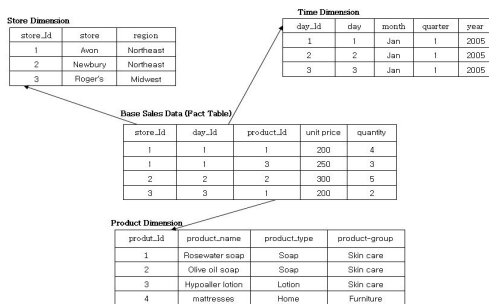 Store Dimension
store_Id store region
1 Avon Northeast
2 Newbury Northeast
3 Roger's Midwest
Time Dimension
day_Id day month quarter year
1 1 Jan 1 2005
2 2 Jan 1 2005
3 3 Jan 1 2005
Base Sales Data (Fact Table)
store_Id day_Id product_Id unit price quantity
1 1 1 200 4
1 1 3 250 3
2 2 2 300 5
3 3 1 200 2
Product Dimension
produt_Id product_name product_type product-group
1 Rosewater soap Soap Skin care
2 Olive oil soap Soap Skin care
3 Hypoaller lotion Lotion Skin care
4 mattresses Home Furniture